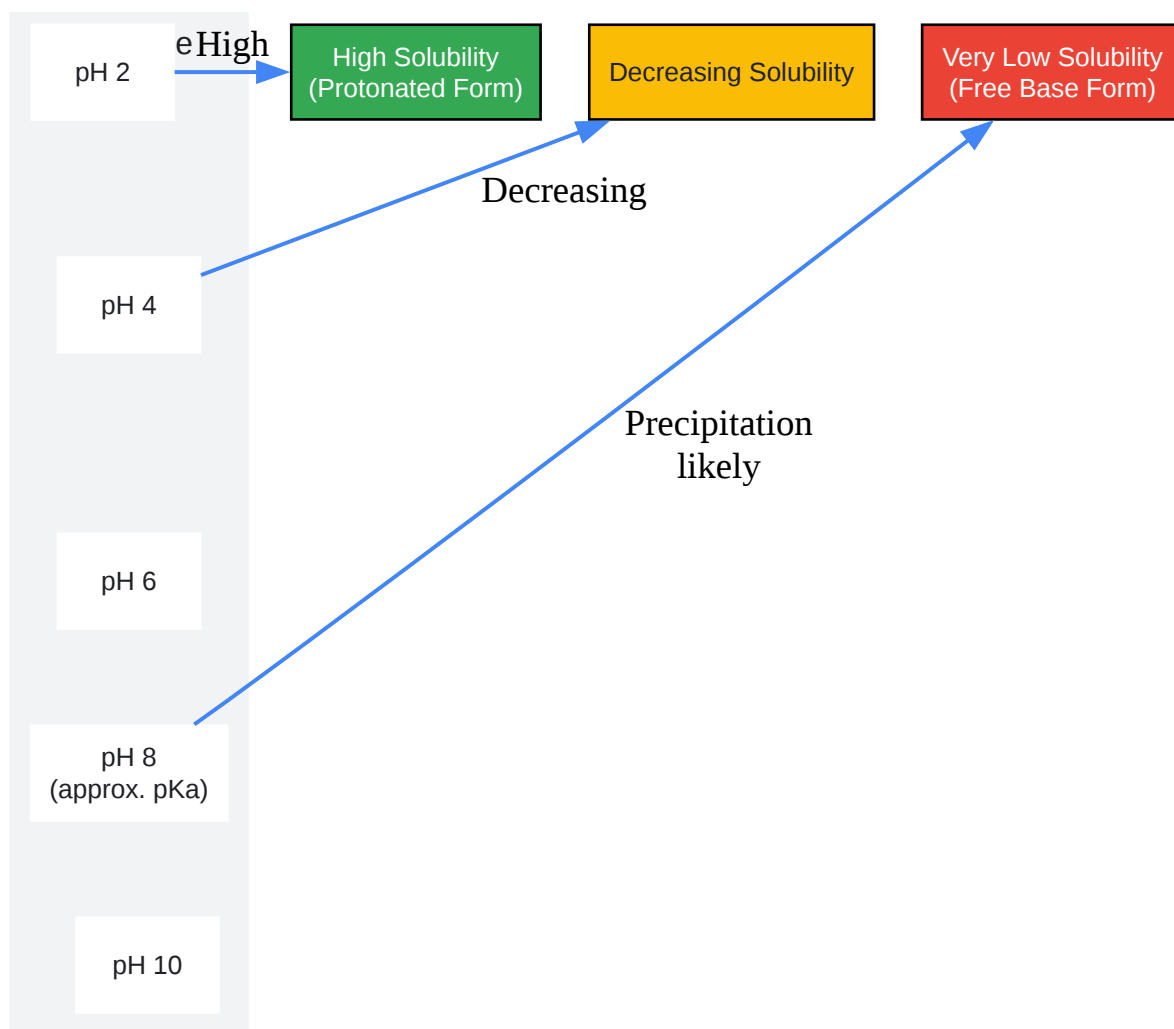 pH 2
e
High
High Solubility
(Protonated Form)
Decreasing Solubility
Very Low Solubility
(Free Base Form)
Decreasing
pH 4
Precipitation
likely
pH 6
pH 8
(approx. pKa)
pH 10